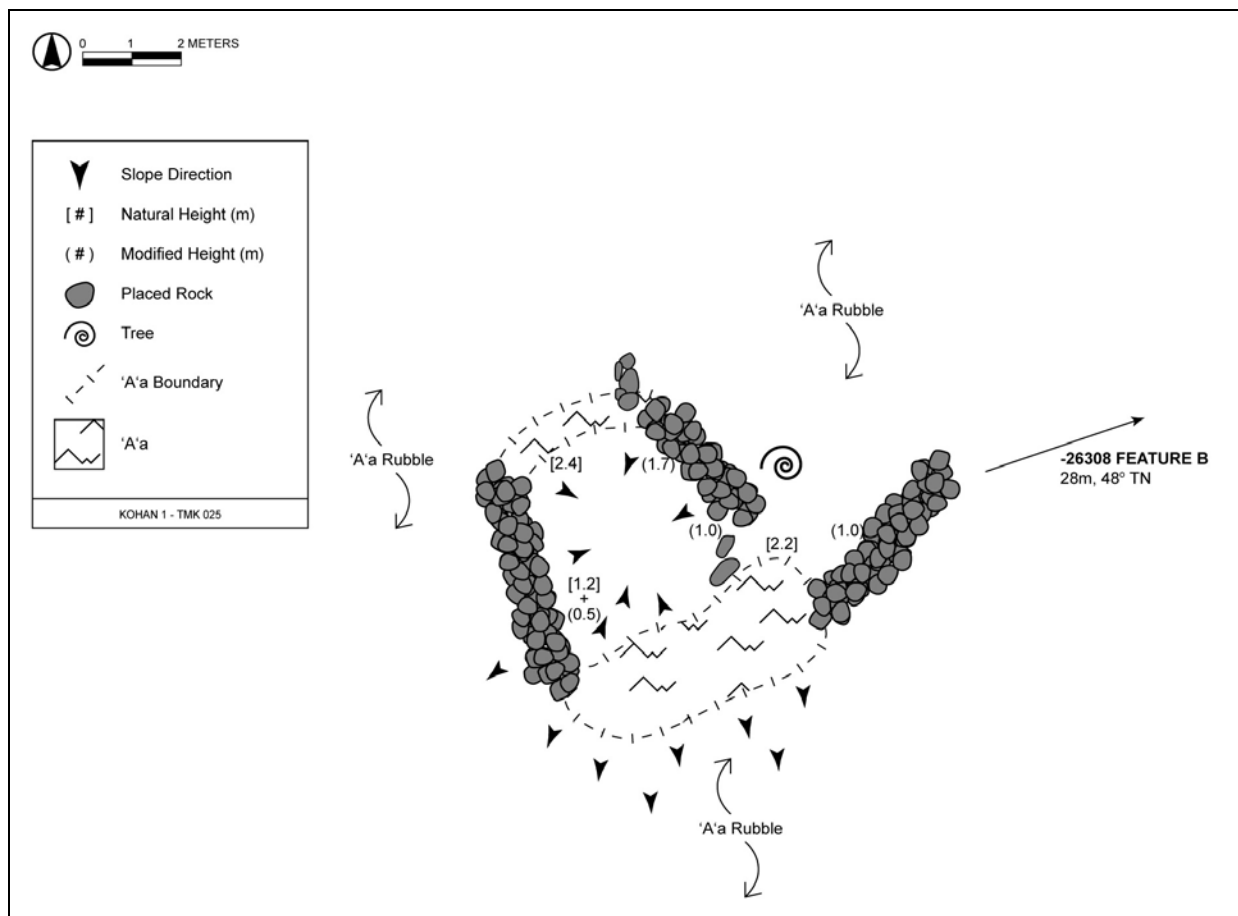 0 1 2 METERS
Slope Direction
[ # ] Natural Height (m)
( # ) Modified Height (m)
Placed Rock
Tree
‘A‘a Boundary
‘A‘a
KOHAN 1 - TMK 025
‘A‘a Rubble
‘A‘a Rubble
-26308 FEATURE B
28m, 48° TN
[2.4]
(1.7)
(1.0)
(1.0)
[2.2]
[1.2]
+
(0.5)
‘A‘a Rubble